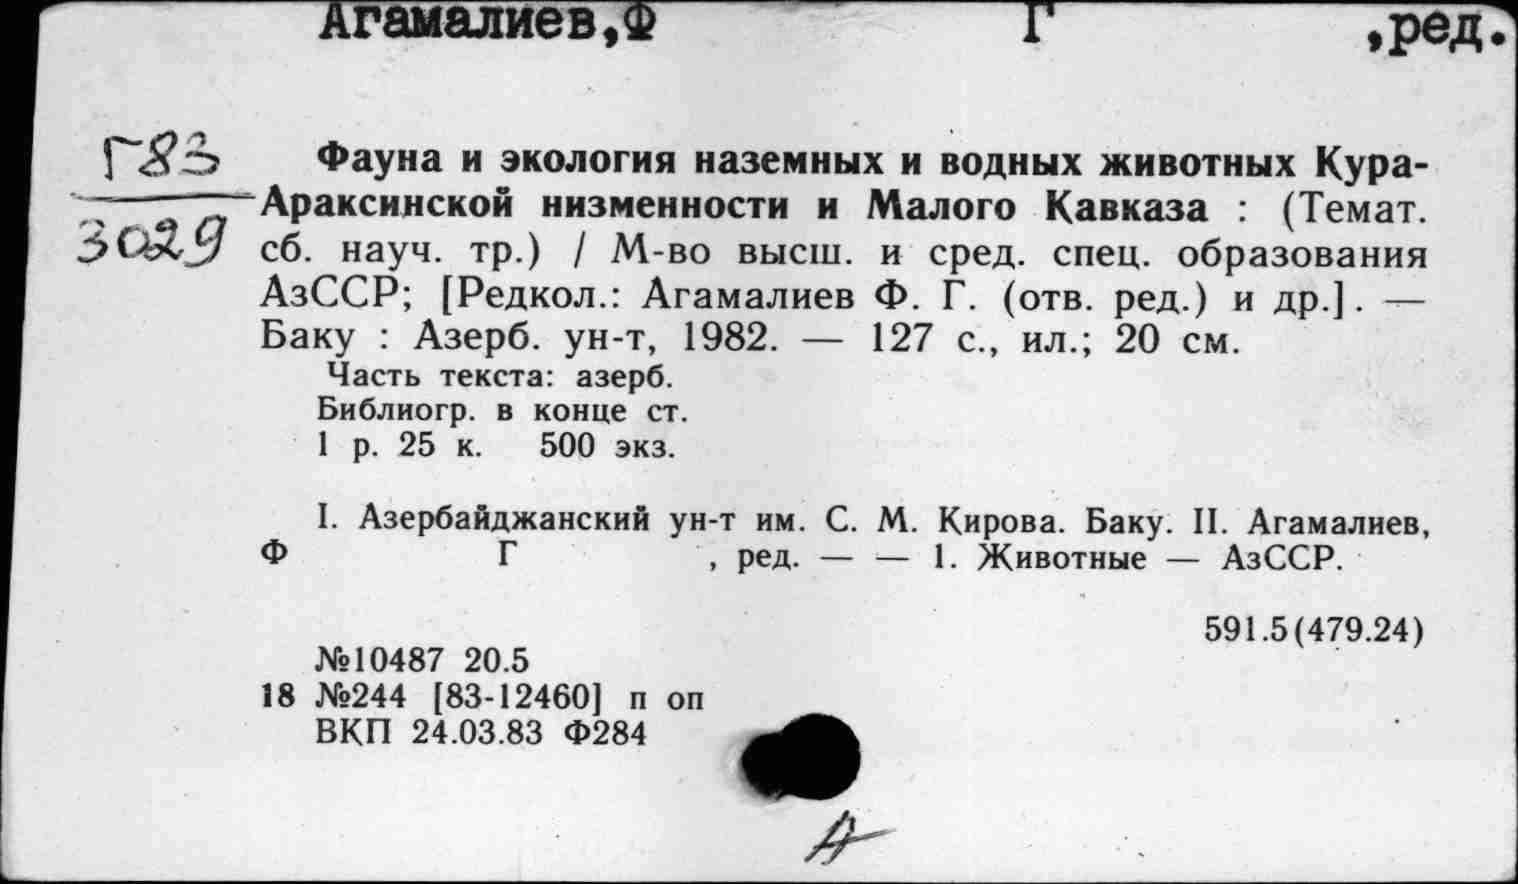 Агамалиев,Ф Г ,ред.
Г83
3029
Фауна и экология наземных и водных животных Кура-
Араксинской низменности и Малого Кавказа : (Темат.
сб. науч. тр.) / М-во высш. и сред. спец. образования
АзССР; [Редкол.: Агамалиев Ф. Г. (отв. ред.) и др.]. —
Баку : Азерб. ун-т, 1982. — 127 с., ил.; 20 см.
Часть текста: азерб.
Библиогр. в конце ст.
1 р. 25 к. 500 экз.
I. Азербайджанский ун-т им. С. М. Кирова. Баку. II. Агамалиев,
Ф Г , ред. — — 1. Животные — АзССР.
591.5(479.24)
№10487 20.5
18 №244 [83-12460] п оп
ВКП 24.03.83 Ф284
А